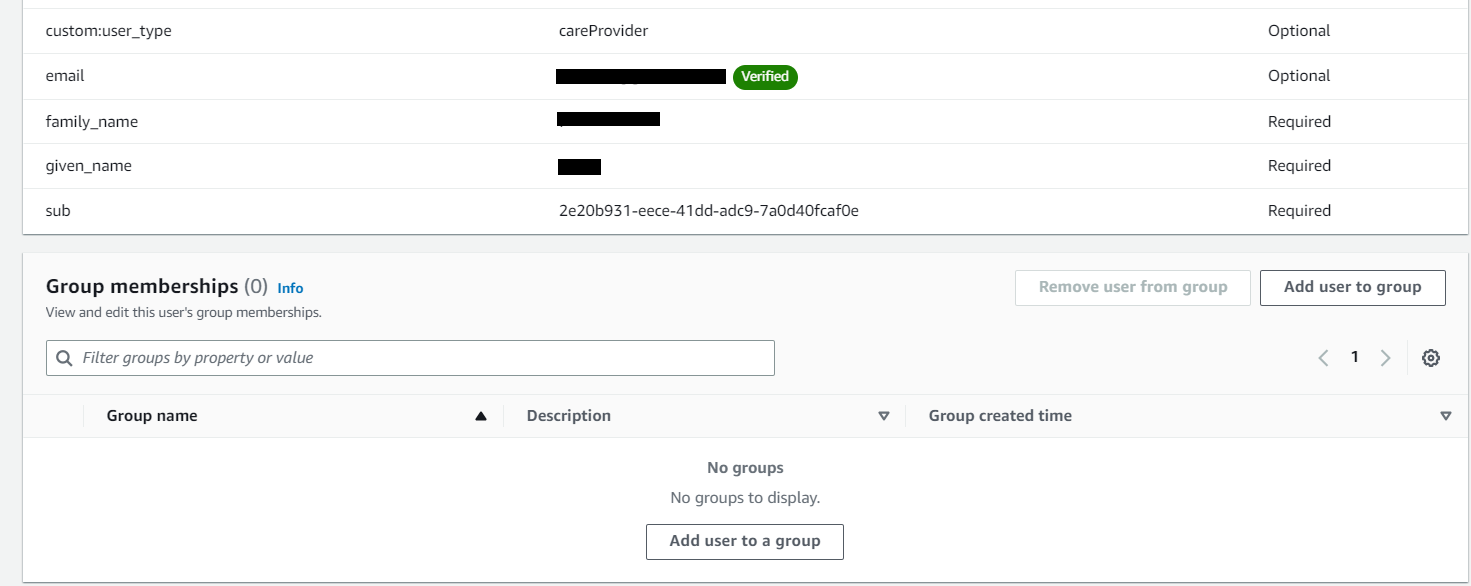 custom:user_type careProvider Optional
email Verified Optional
family_name Required
given_name Required
sub 2e20b931-eece-41dd-adc9-7a0d40fcaf0e Required
Group memberships (0) Info Remove user from group Add user to group
View and edit this user's group memberships.
Filter groups by property or value 1
Group name Description Group created time
No groups
No groups to display.
Add user to a group